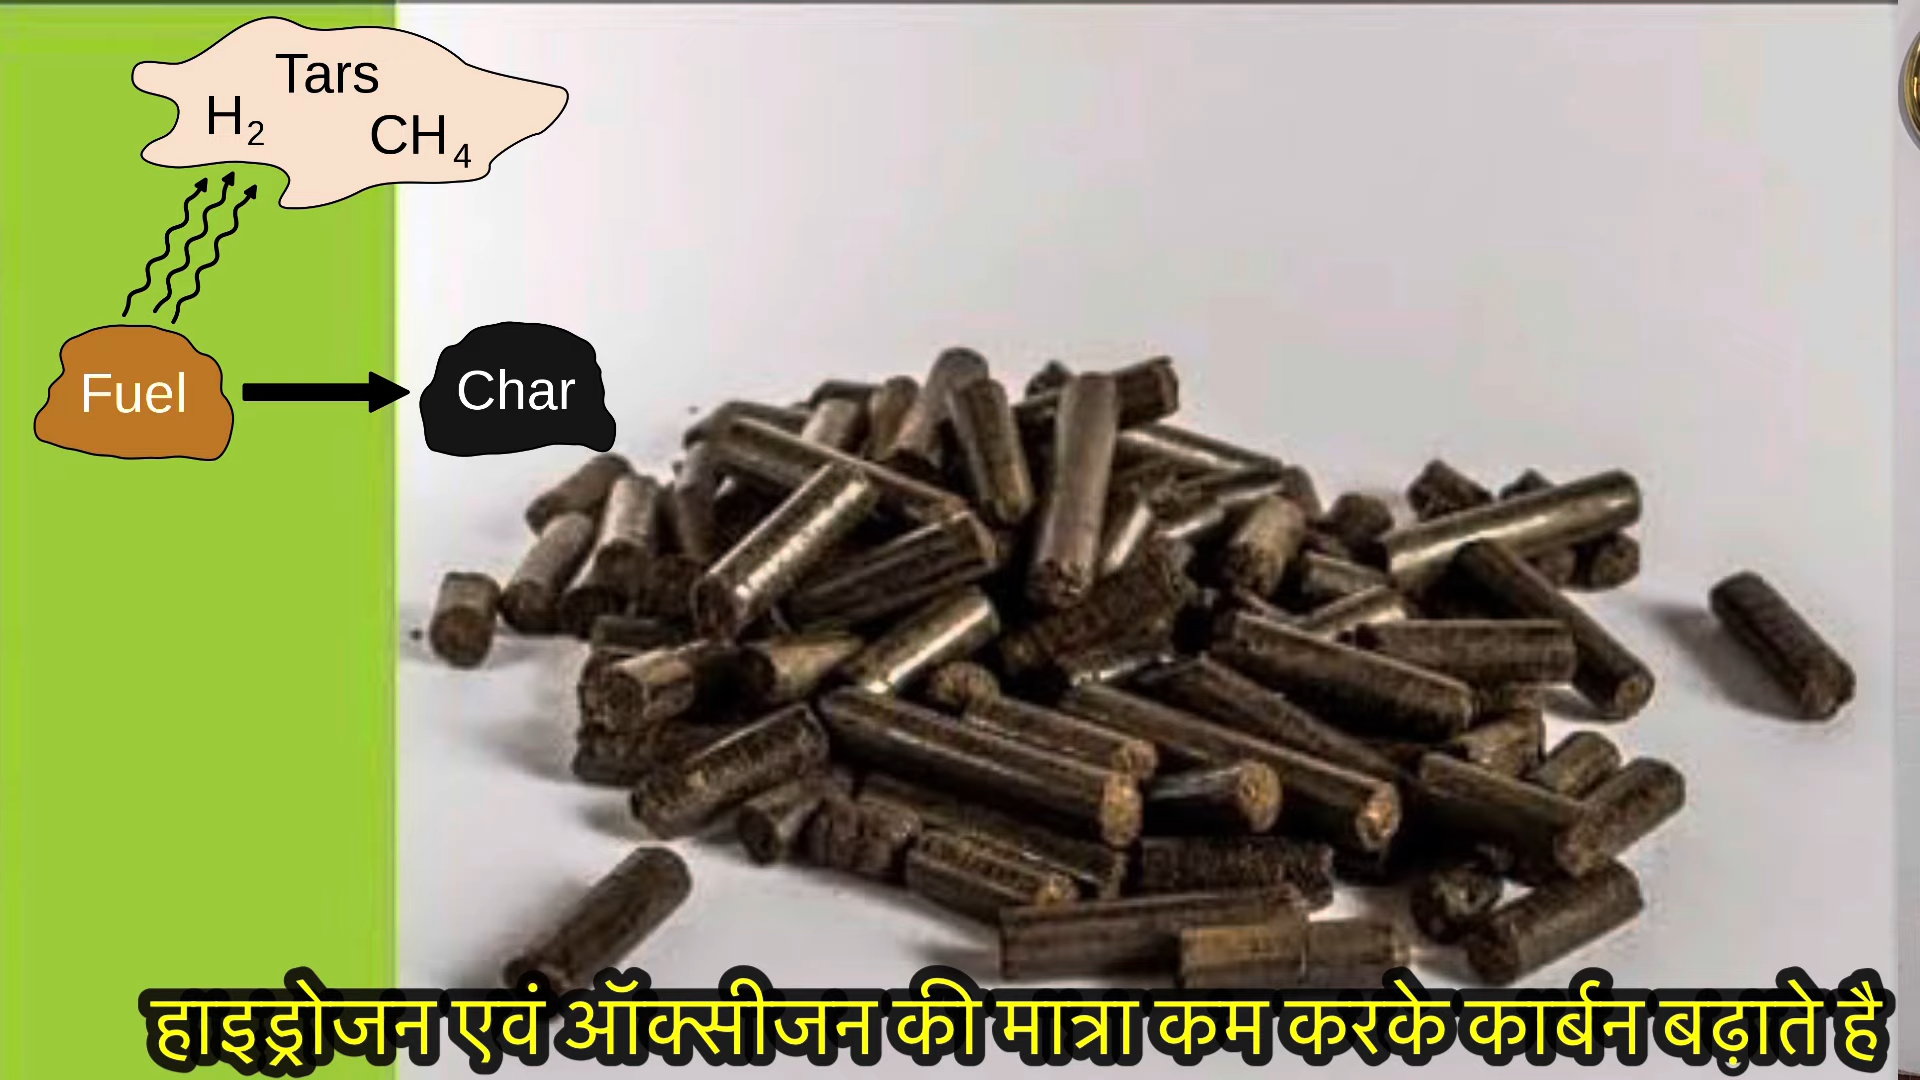 Tars
H₂
CH₄
Fuel
Char
हाइड्रोजन एवं ऑक्सीजन की मात्रा कम करके कार्बन बढ़ाते है